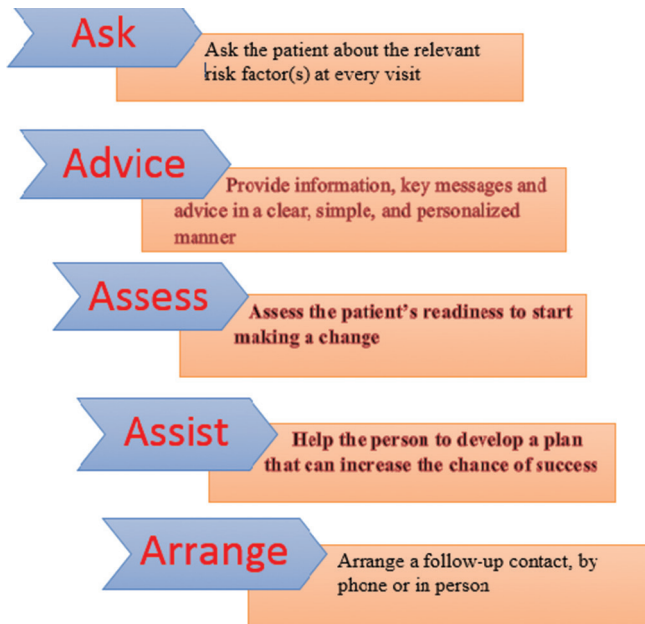 Ask
Ask the patient about the relevant
risk factor(s) at every visit
Advice
Provide information, key messages and
advice in a clear, simple, and personalized
manner
Assess
Assess the patient's readiness to start
making a change
Assist
Help the person to develop a plan
that can increase the chance of success
Arrange
Arrange a follow-up contact, by
phone or in person